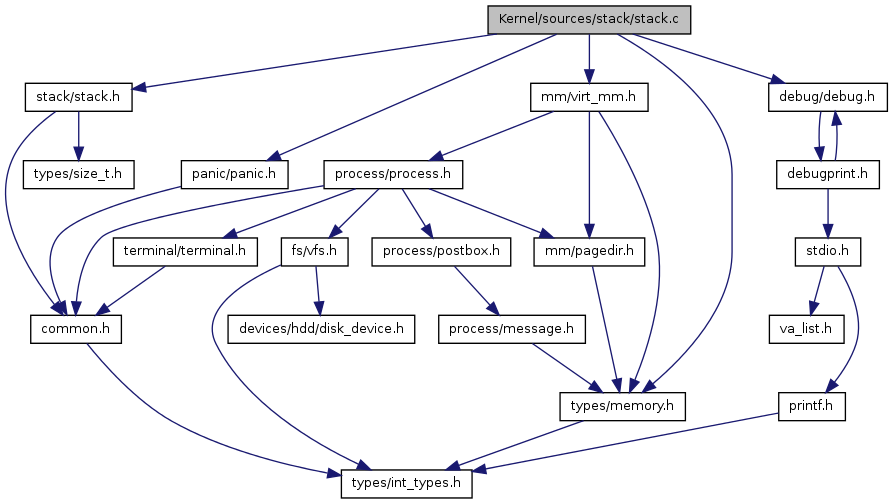 Kernel/sources/stack/stack.c
stack/stack.h
mm/virt_mm.h
debug/debug.h
types/size_t.h
panic/panic.h
process/process.h
debugprint.h
terminal/terminal.h
fs/vfs.h
process/postbox.h
mm/pagedir.h
stdio.h
common.h
devices/hdd/disk_device.h
process/message.h
va_list.h
types/memory.h
printf.h
types/int_types.h